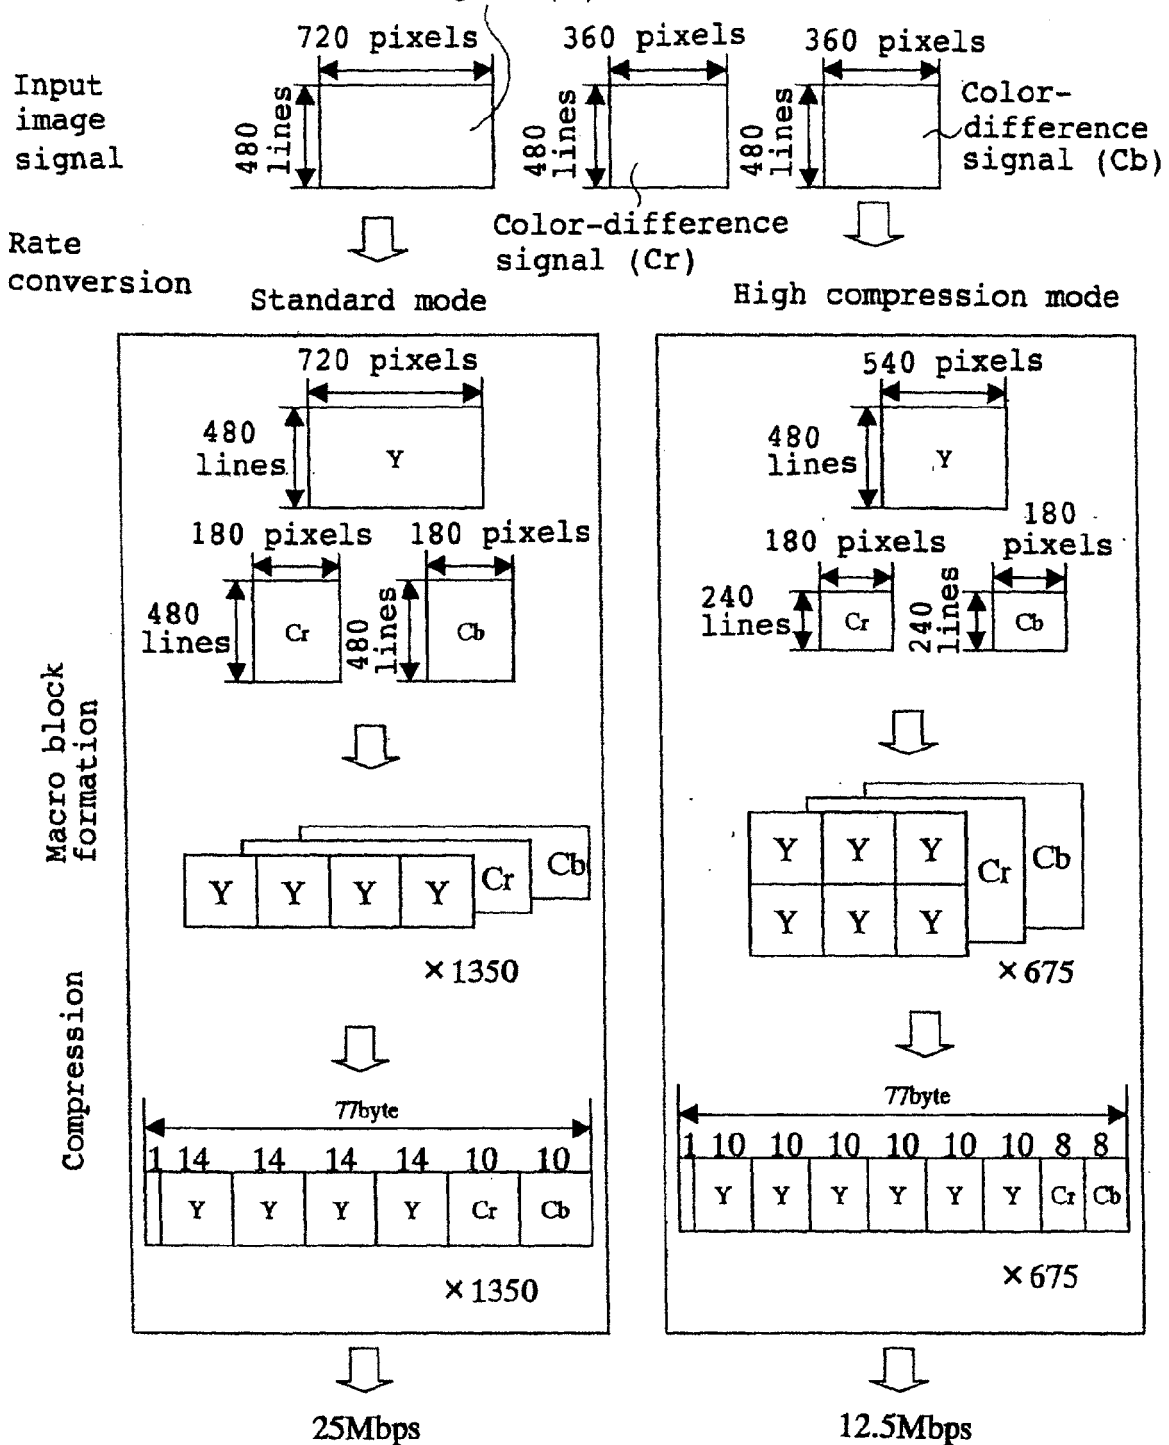 720 pixels
360 pixels
360 pixels
Input
image
signal
480
lines
480
lines
480
lines
Color-
difference
signal (Cb)
Color-difference
signal (Cr)
Rate
conversion
Standard mode
High compression mode
720 pixels
480
lines
Y
180 pixels
180 pixels
480
lines
Cr
480
lines
Cb
540 pixels
480
lines
Y
180 pixels
180
pixels
240
lines
Cr
240
lines
Cb
Macro block
formation
Y Y Y Y Cr Cb
×1350
Y Y Y Cr Cb
Y Y Y
×675
Compression
77byte
1 14 14 14 14 10 10
Y Y Y Y Cr Cb
×1350
77byte
1 10 10 10 10 10 10 8 8
Y Y Y Y Y Y Cr Cb
×675
25Mbps
12.5Mbps